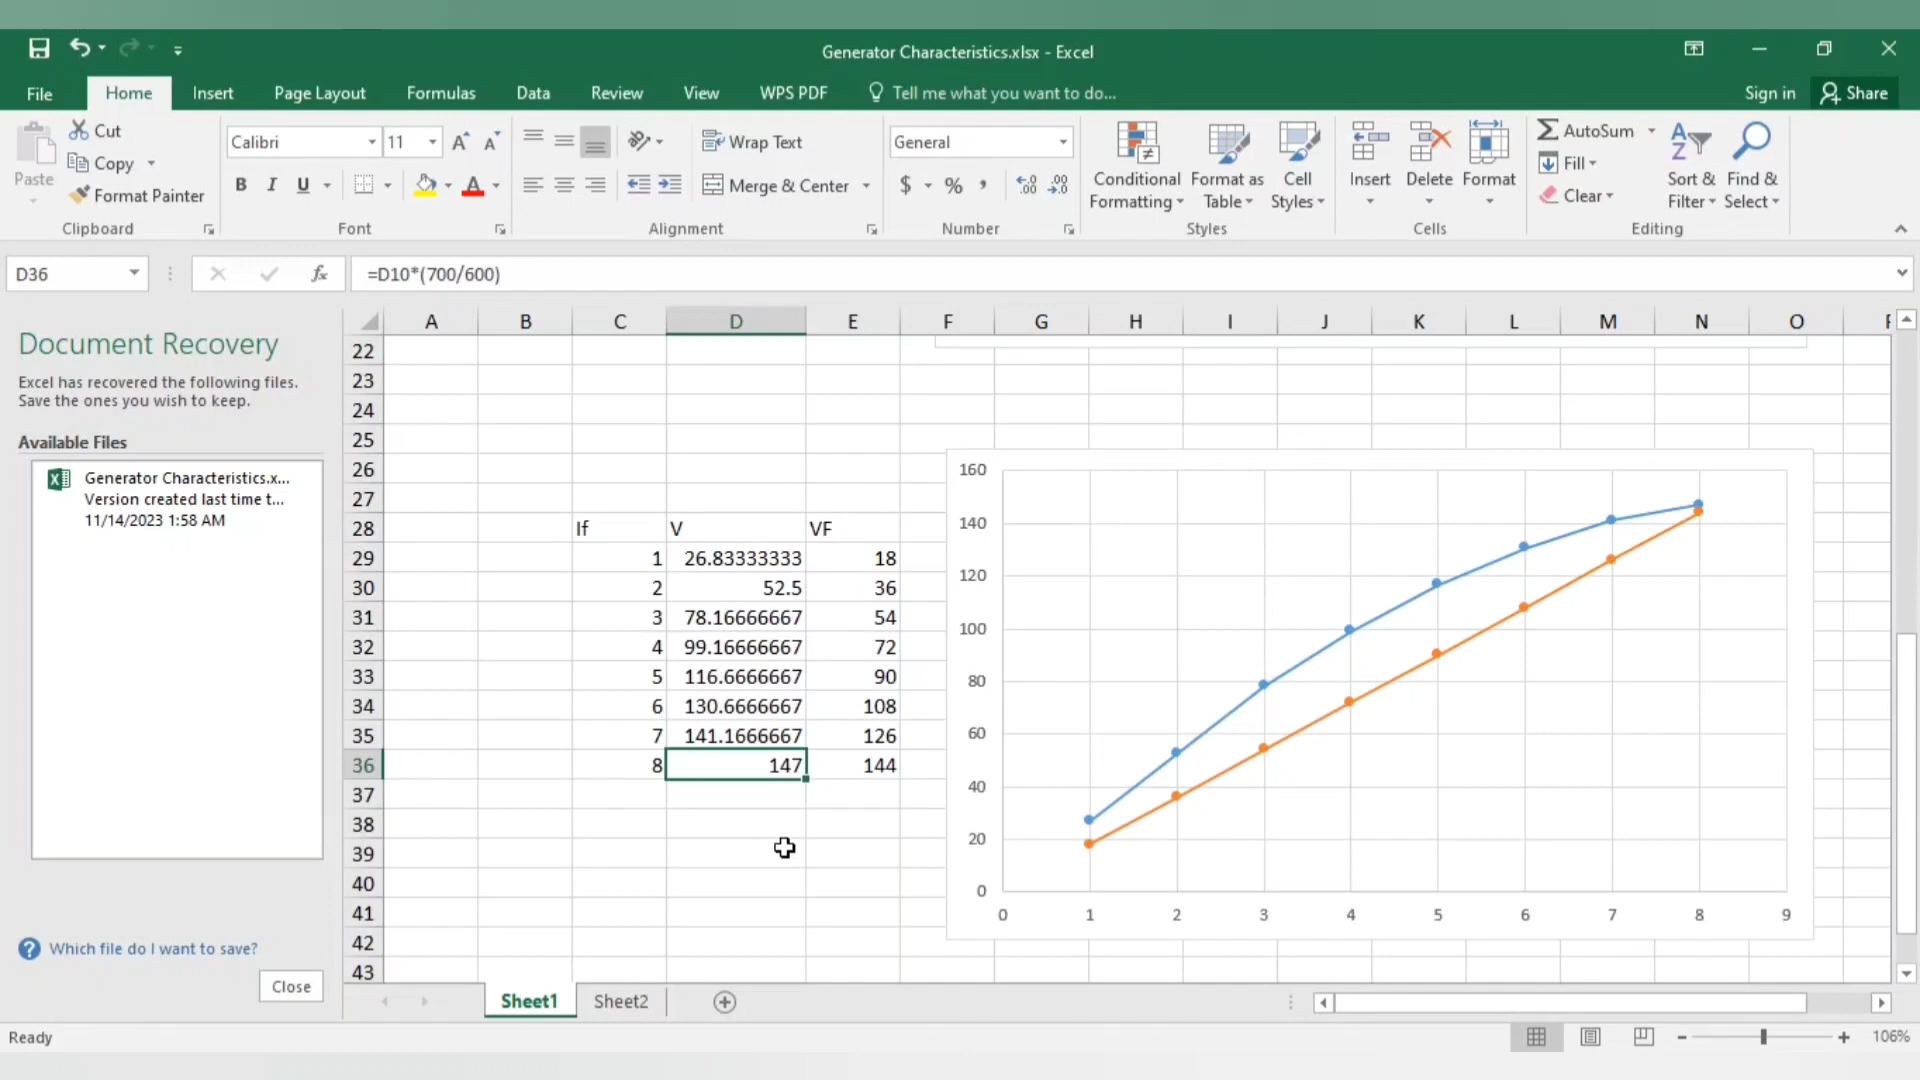 Generator Characteristics.xlsx - Excel
File Home Insert Page Layout Formulas Data Review View WPS PDF Tell me what you want to do... Sign in Share
Paste
Cut
Copy
Format Painter
Clipboard
Calibri 11
B I U
Font
Wrap Text
Merge & Center
Alignment
General
$ % ,
Number
Conditional Formatting
Format as Table
Cell Styles
Styles
Insert Delete Format
Cells
AutoSum
Fill
Clear
Sort & Filter
Find & Select
Editing
D36 fx =D10*(700/600)
Document Recovery
Excel has recovered the following files.
Save the ones you wish to keep.
Available Files
Generator Characteristics.x...
Version created last time t...
11/14/2023 1:58 AM
Which file do I want to save?
Close
A B C D E F G H I J K L M N O
22
23
24
25
26
27
28 If V VF
29 1 26.83333333 18
30 2 52.5 36
31 3 78.16666667 54
32 4 99.16666667 72
33 5 116.6666667 90
34 6 130.6666667 108
35 7 141.1666667 126
36 8 147 144
37
38
39
40
41
42
43
160
140
120
100
80
60
40
20
0
0 1 2 3 4 5 6 7 8 9
Sheet1 Sheet2
Ready
106%